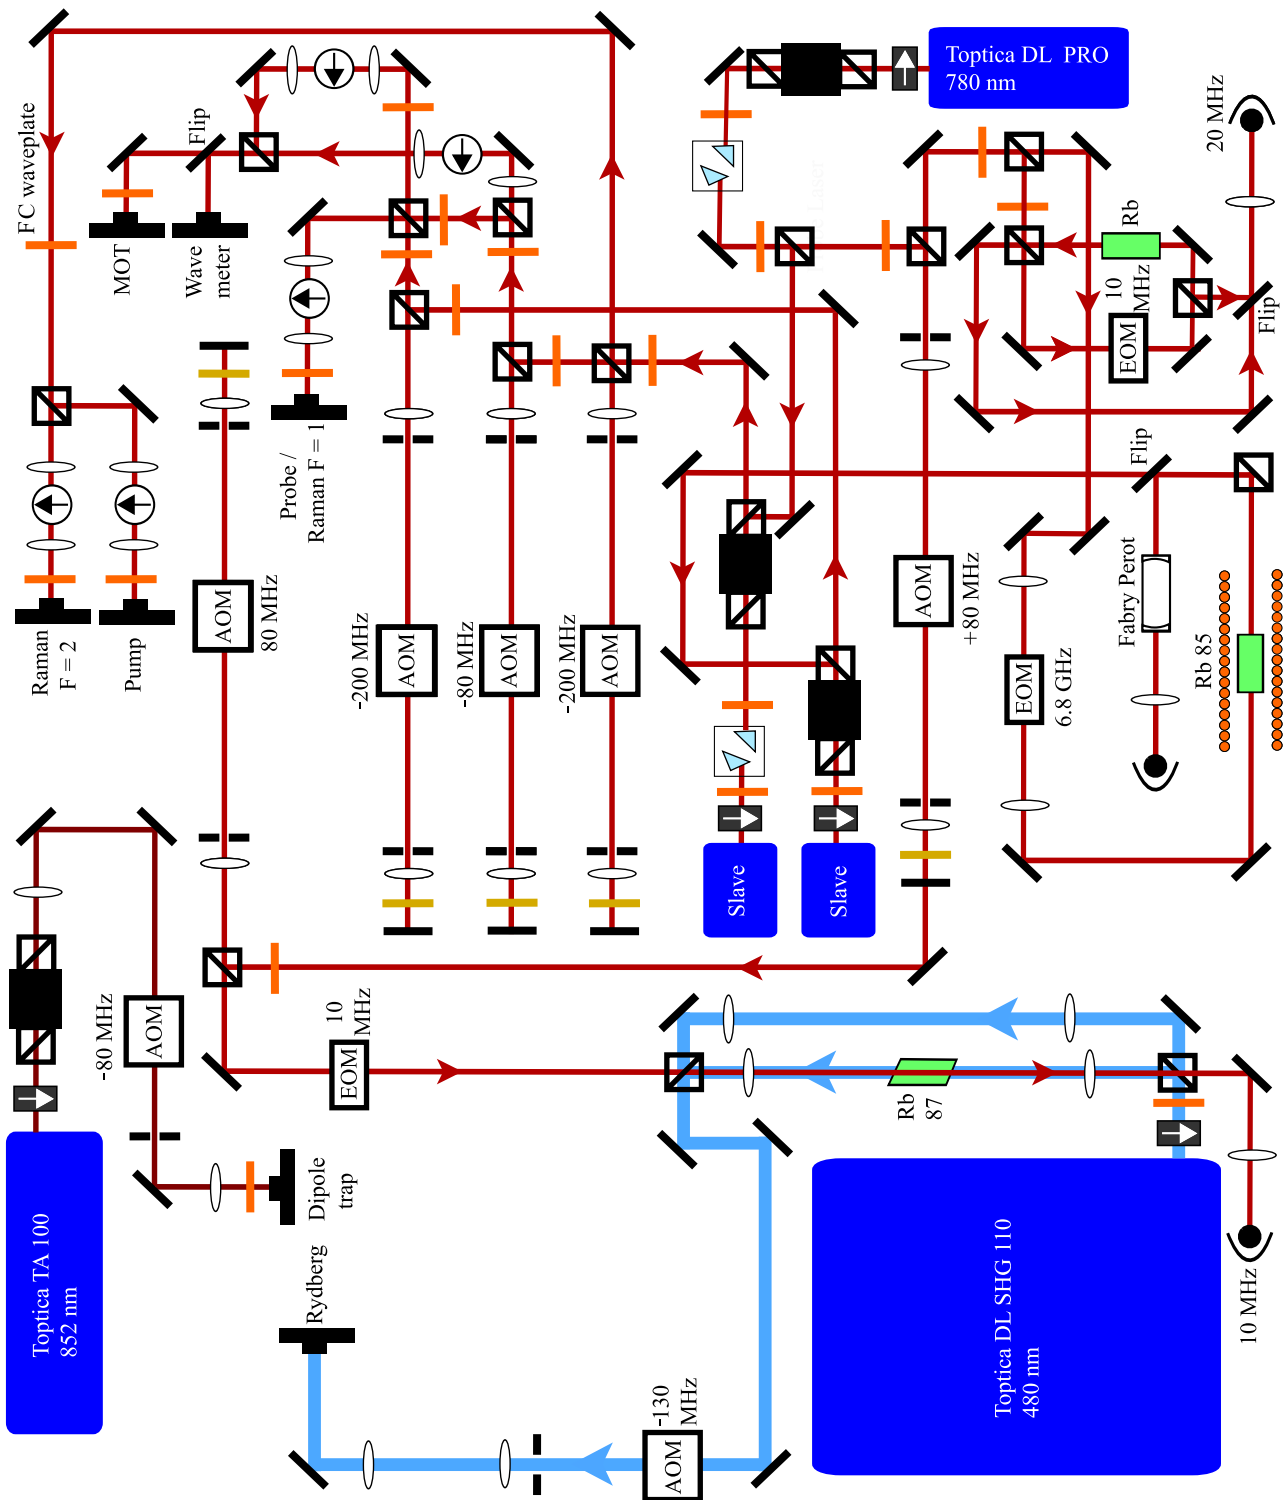 Toptica DL PRO
780 nm
20 MHz
Flip
FC waveplate
Rb
MOT
Wave
meter
10
MHz
EOM
Flip
Probe /
Raman F = 1
Flip
Fabry Perot
AOM
80 MHz
AOM
+80 MHz
Raman
F = 2
Pump
-200 MHz
AOM
-80 MHz
AOM
-200 MHz
AOM
EOM
6.8 GHz
Rb 85
Slave
Slave
-80 MHz
AOM
10
MHz
EOM
Rb
87
Dipole
trap
Toptica TA 100
852 nm
Rydberg
Toptica DL SHG 110
480 nm
10 MHz
-130
MHz
AOM